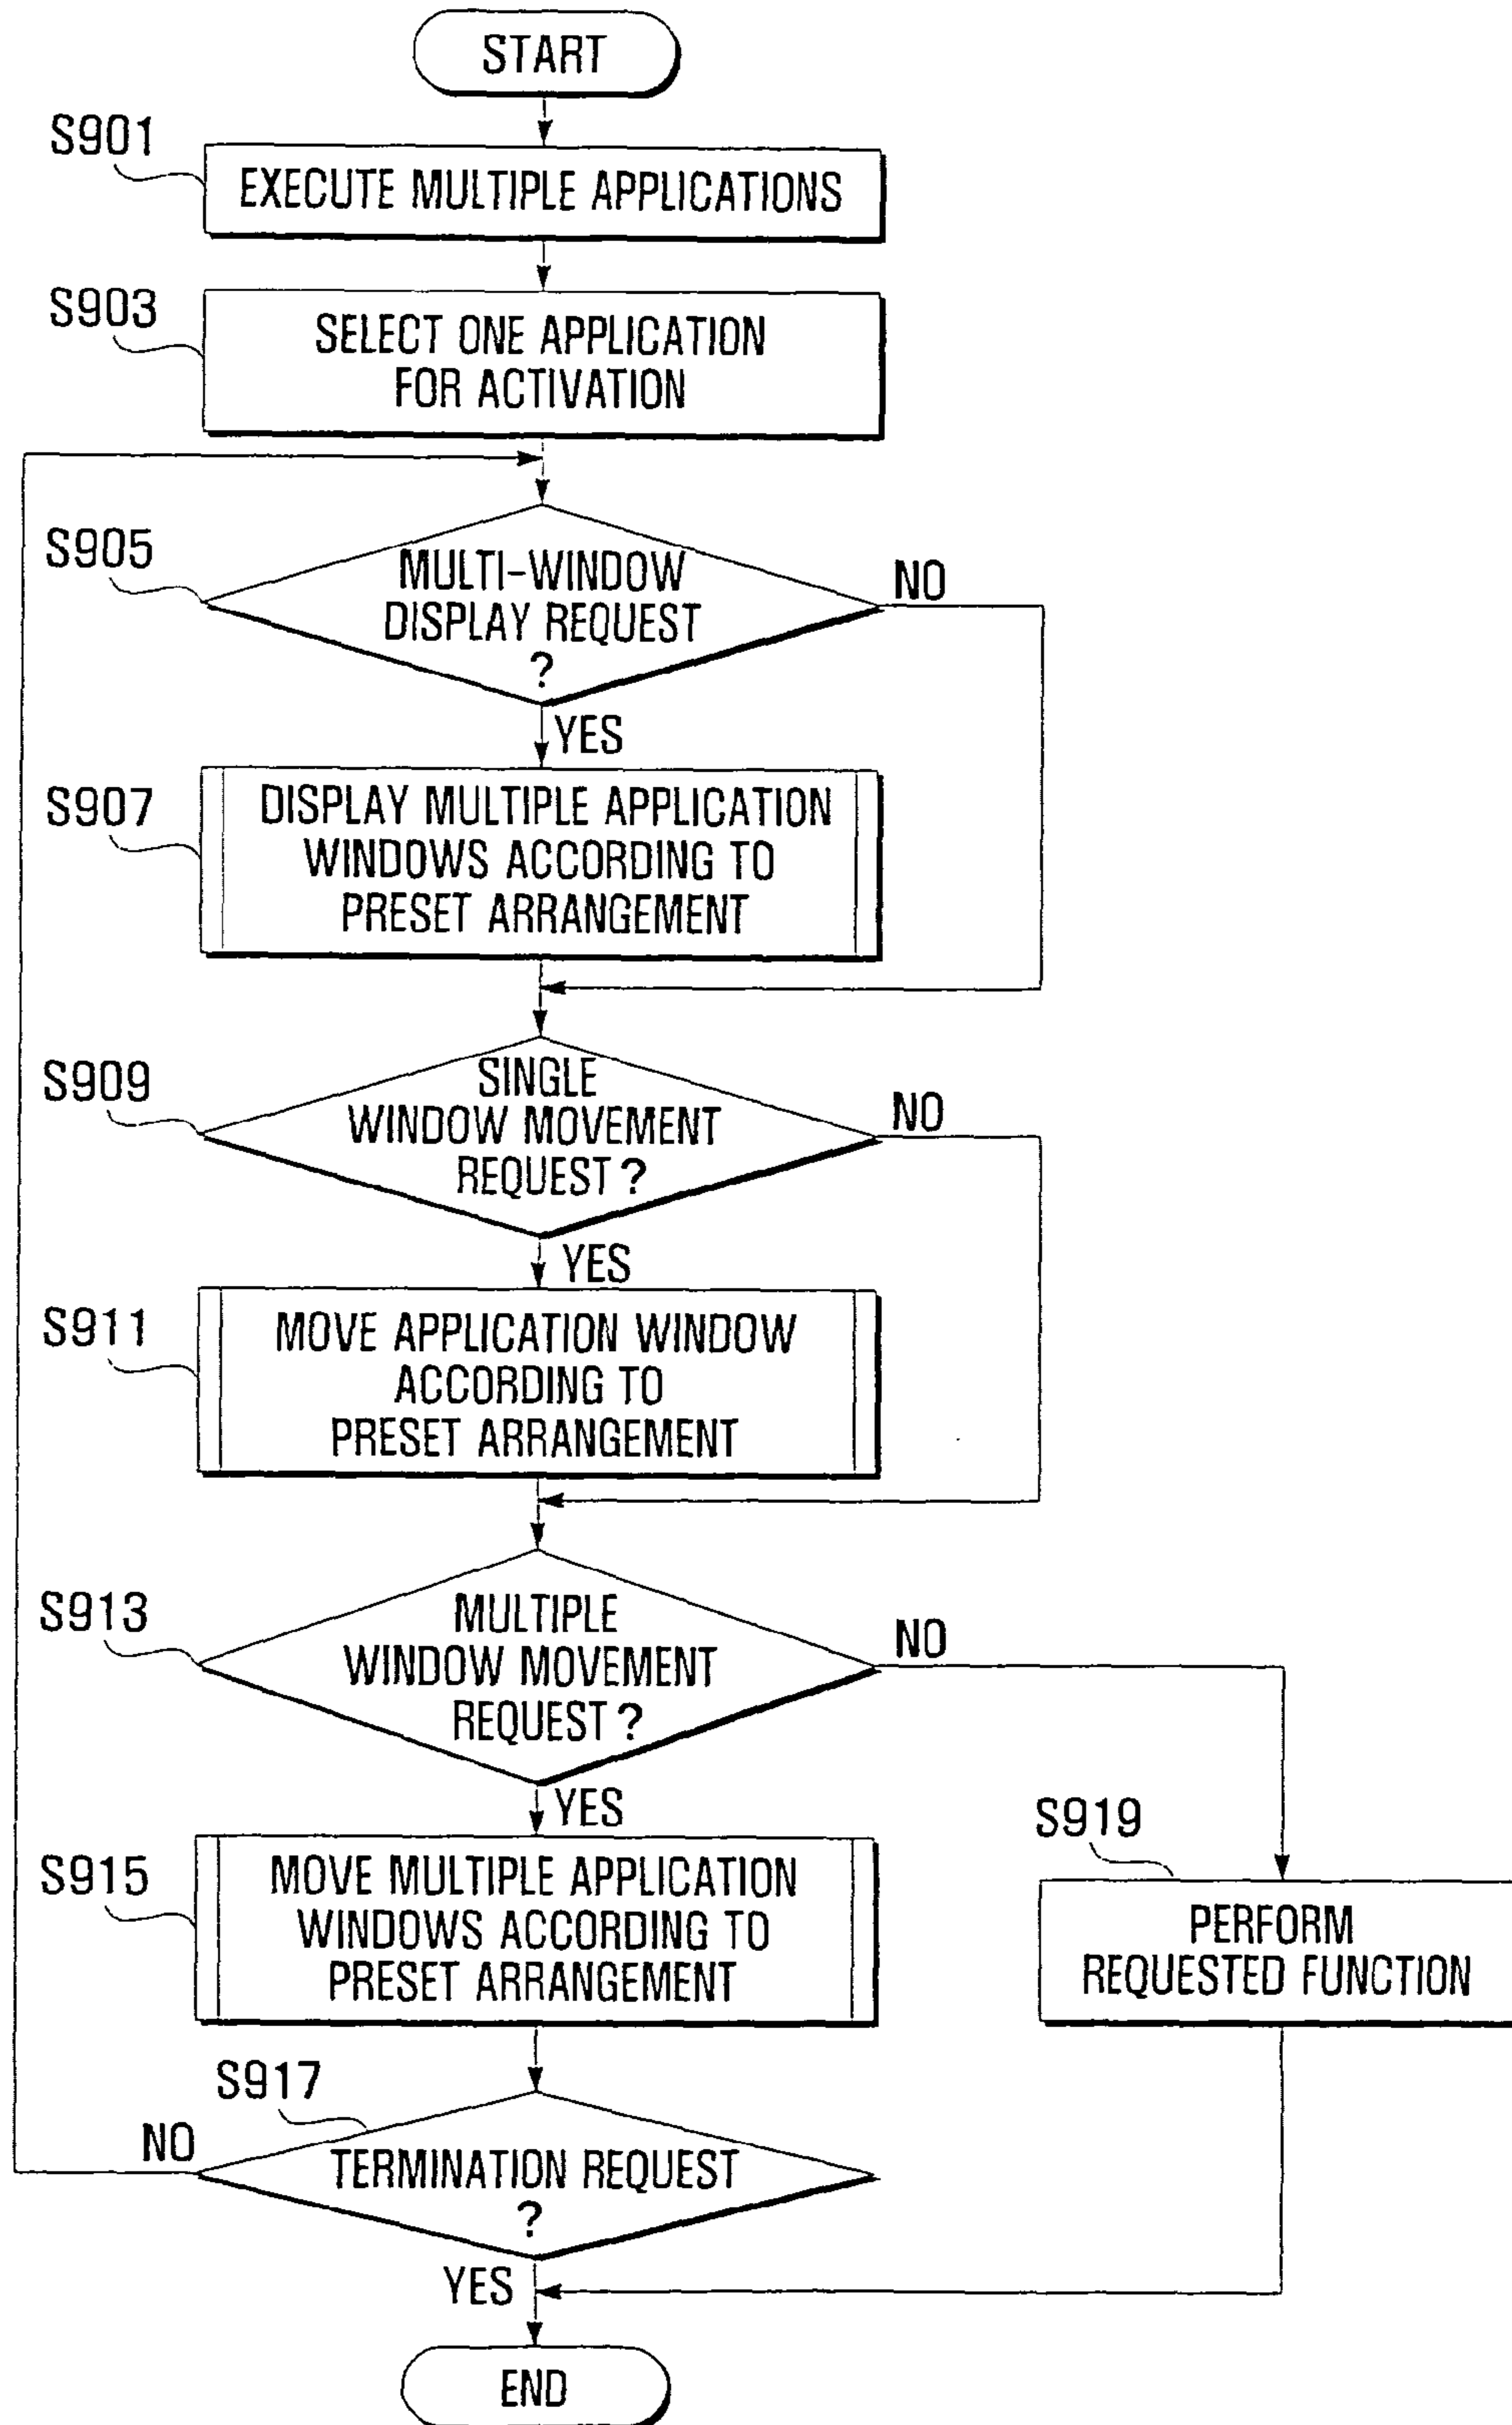 START
S901
EXECUTE MULTIPLE APPLICATIONS
S903
SELECT ONE APPLICATION
FOR ACTIVATION
S905
MULTI-WINDOW
DISPLAY REQUEST
?
NO
YES
S907
DISPLAY MULTIPLE APPLICATION
WINDOWS ACCORDING TO
PRESET ARRANGEMENT
S909
SINGLE
WINDOW MOVEMENT
REQUEST?
NO
YES
S911
MOVE APPLICATION WINDOW
ACCORDING TO
PRESET ARRANGEMENT
S913
MULTIPLE
WINDOW MOVEMENT
REQUEST?
NO
YES
S915
MOVE MULTIPLE APPLICATION
WINDOWS ACCORDING TO
PRESET ARRANGEMENT
S919
PERFORM
REQUESTED FUNCTION
S917
NO
TERMINATION REQUEST
?
YES
END